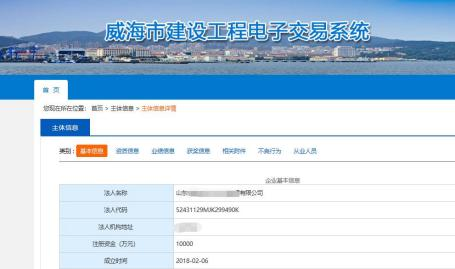 威海市建设工程电子交易系统
首 页
您现在所在位置： 首页 > 主体信息 > 主体信息详情
主体信息
类别： 基本信息 资质信息 业绩信息 获奖信息 相关附件 不良行为 从业人员
企业基本信息
法人名称 山东 有限公司
法人代码 52431129MJK299490K
法人机构地址
注册资金（万元） 10000
成立时间 2018-02-06